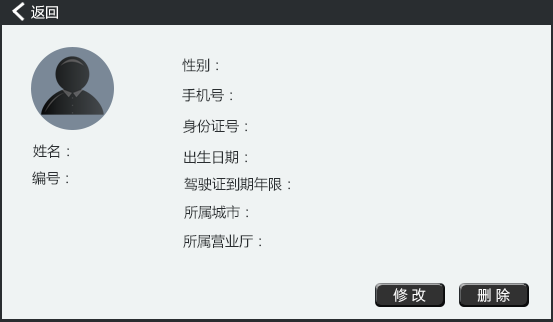 返回
姓名：
编号：
性别：
手机号：
身份证号：
出生日期：
驾驶证到期年限：
所属城市：
所属营业厅：
修改
删除